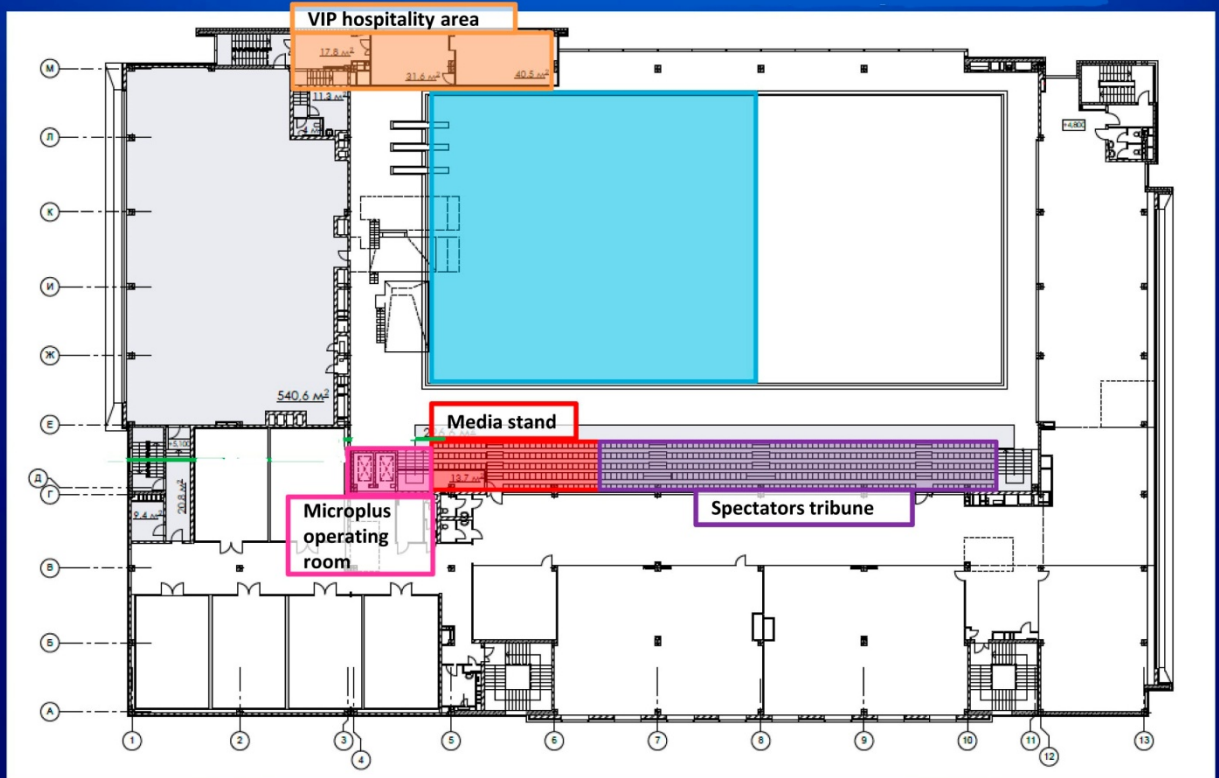 VIP hospitality area
17.8 м²
31.6 м²
40.5 м²
М
11.3 м²
Л
+4.800
К
И
Ж
540.6 м²
Е
Media stand
Д
Г
20.8 м²
9.4 м²
Microplus
operating
room
Spectators tribune
В
Б
А
1
2
3
4
5
6
7
8
9
10
11
12
13